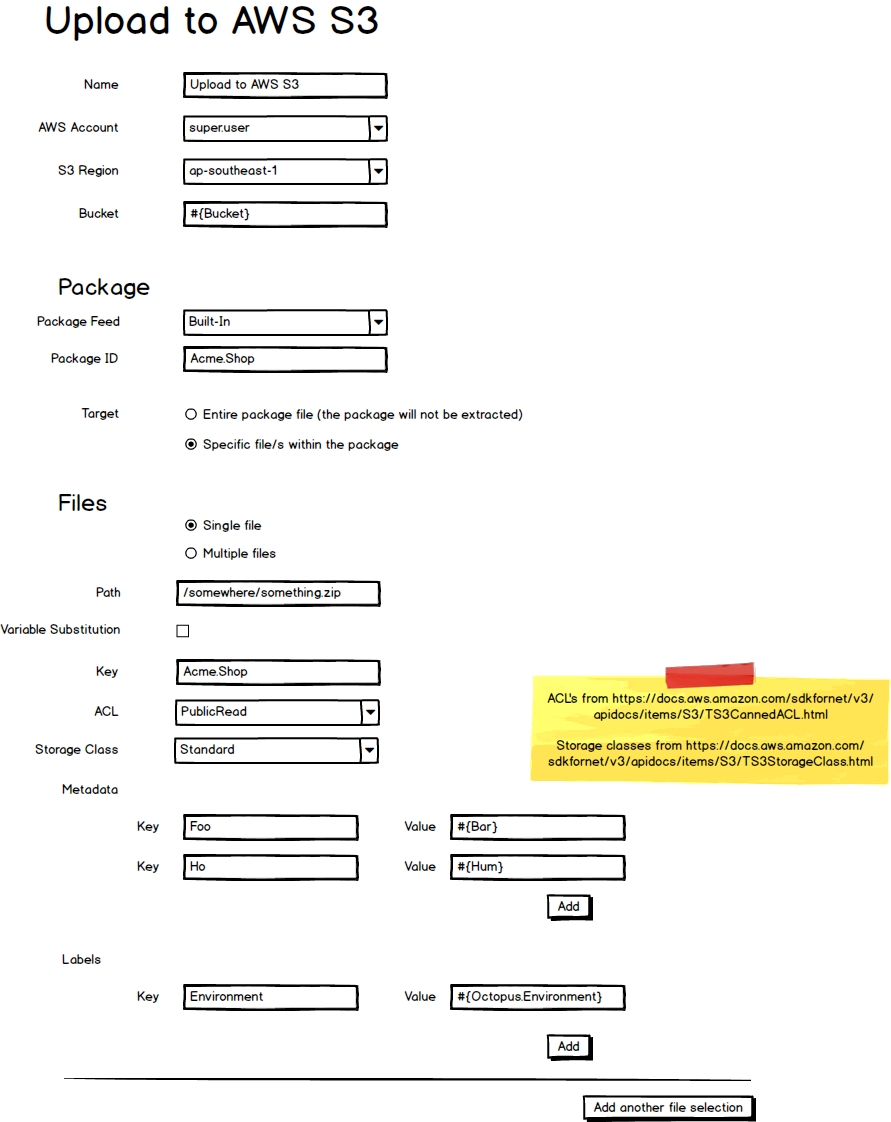 Upload to AWS S3
Name Upload to AWS S3
AWS Account super.user
S3 Region ap-southeast-1
Bucket #{Bucket}
Package
Package Feed Built-In
Package ID Acme.Shop
Target Entire package file (the package will not be extracted)
Specific file/s within the package
Files
Single file
Multiple files
Path /somewhere/something.zip
Variable Substitution
Key Acme.Shop
ACL PublicRead
Storage Class Standard
ACL's from https://docs.aws.amazon.com/sdkfornet/v3/
apidocs/items/S3/TS3CannedACL.html
Storage classes from https://docs.aws.amazon.com/
sdkfornet/v3/apidocs/items/S3/TS3StorageClass.html
Metadata
Key Foo Value #{Bar}
Key Ho Value #{Hum}
Add
Labels
Key Environment Value #{Octopus.Environment}
Add
Add another file selection